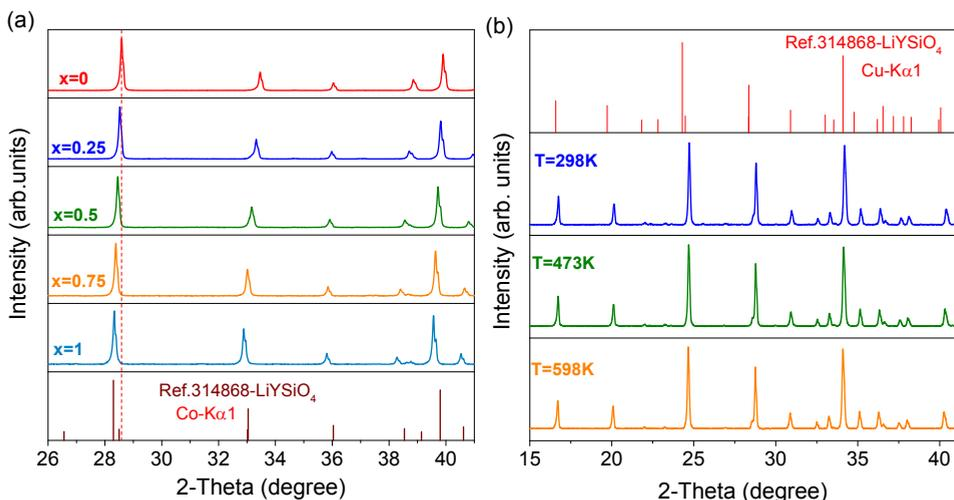 (a)
(b)
x=0
x=0.25
x=0.5
x=0.75
x=1
Ref.314868-LiYSiO₄
Co-Kα1
Intensity (arb.units)
26 28 30 32 34 36 38 40
2-Theta (degree)
Ref.314868-LiYSiO₄
Cu-Kα1
T=298K
T=473K
T=598K
Intensity (arb. units)
15 20 25 30 35 40
2-Theta (degree)